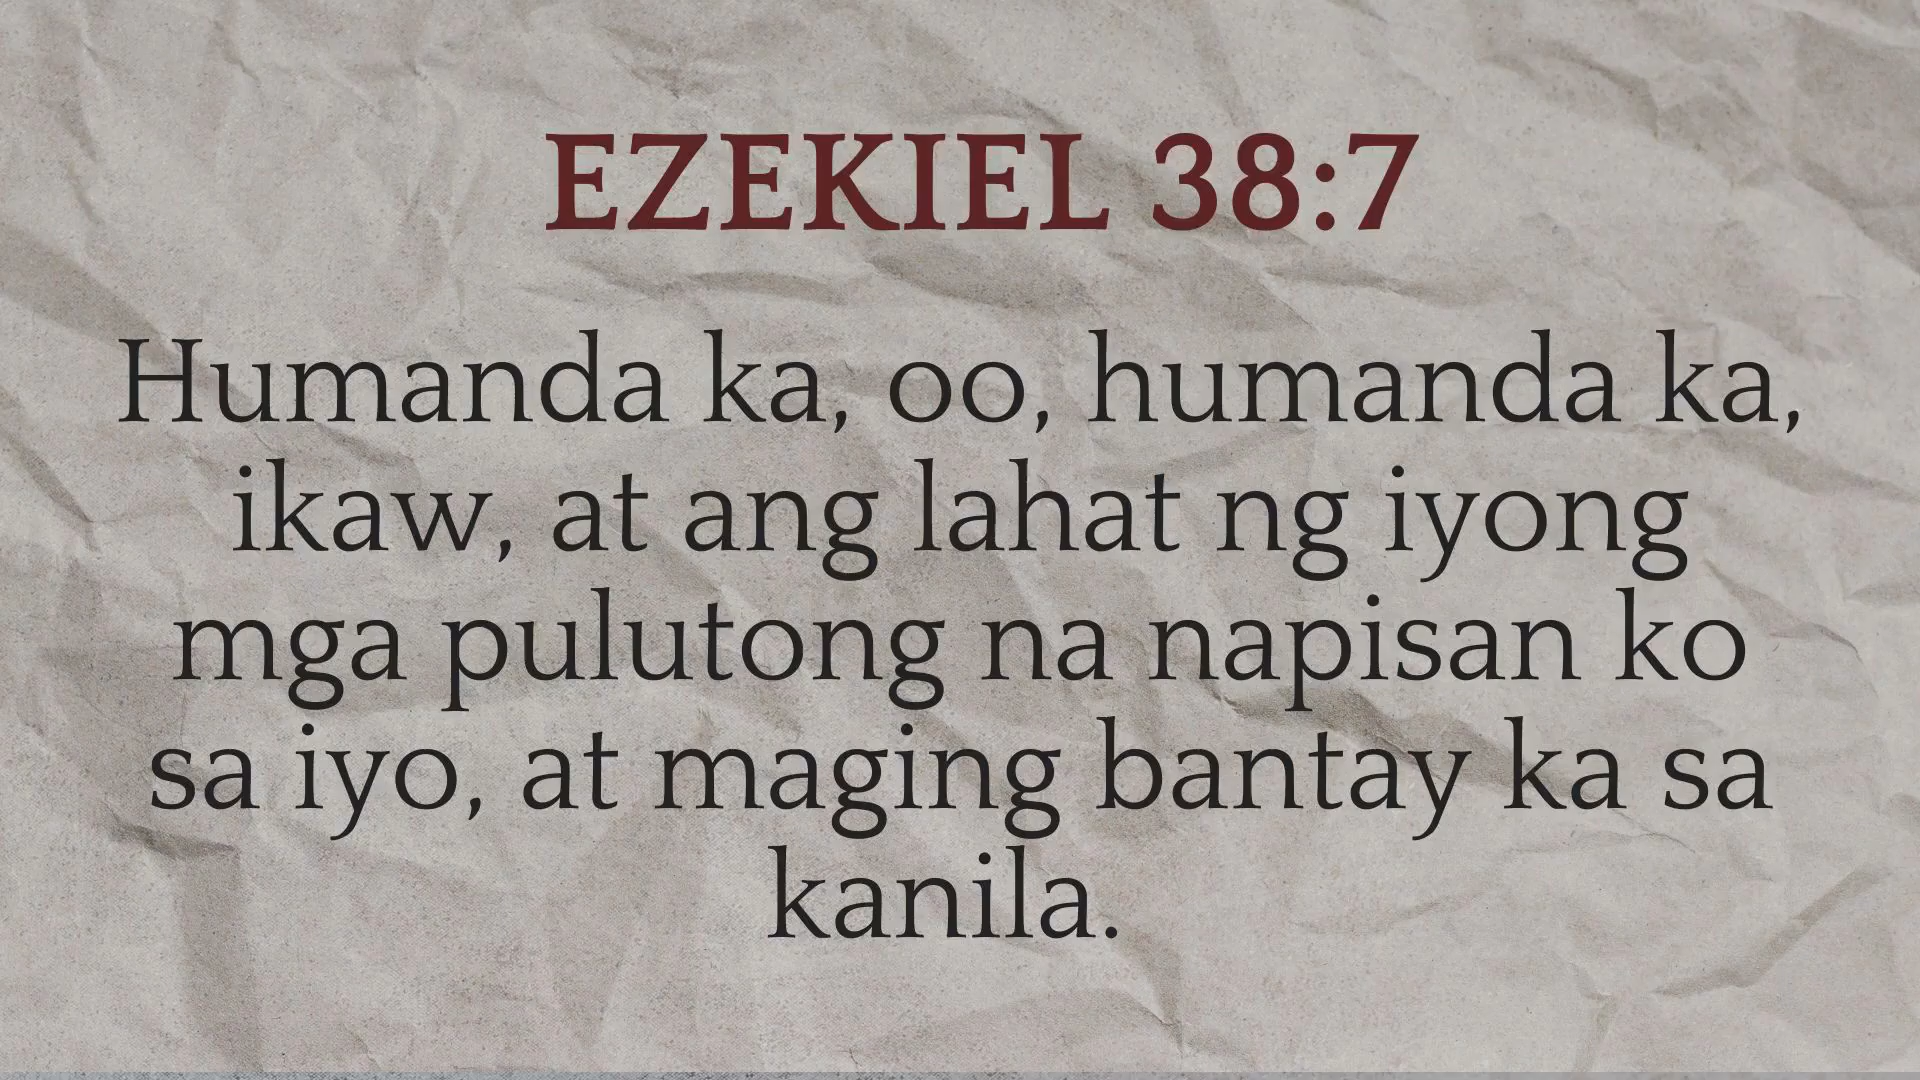 EZEKIEL 38:7
Humanda ka, oo, humanda ka,
ikaw, at ang lahat ng iyong
mga pulutong na napisan ko
sa iyo, at maging bantay ka sa
kanila.